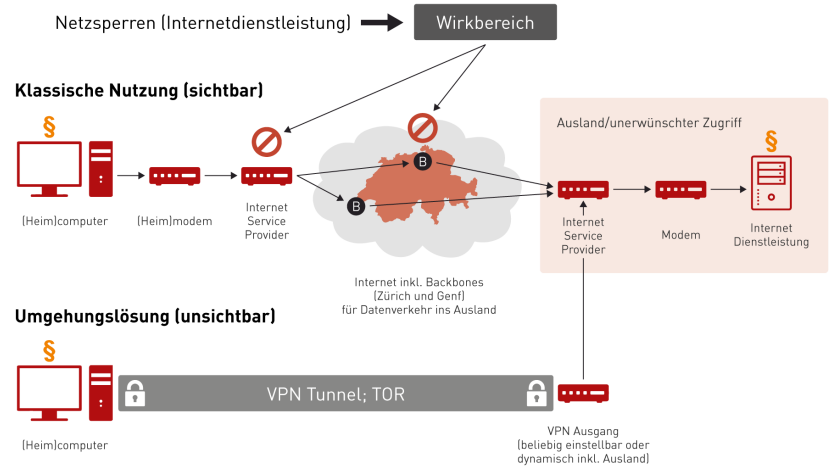 Netzsperren (Internetdienstleistung)
Wirkbereich
Klassische Nutzung (sichtbar)
§
(Heim)computer
(Heim)modem
Internet
Service
Provider
B
B
Internet inkl. Backbones
(Zürich und Genf)
für Datenverkehr ins Ausland
Ausland/unerwünschter Zugriff
§
Internet
Service
Provider
Modem
Internet
Dienstleistung
Umgehungslösung (unsichtbar)
§
(Heim)computer
VPN Tunnel; TOR
VPN Ausgang
(beliebig einstellbar oder
dynamisch inkl. Ausland)